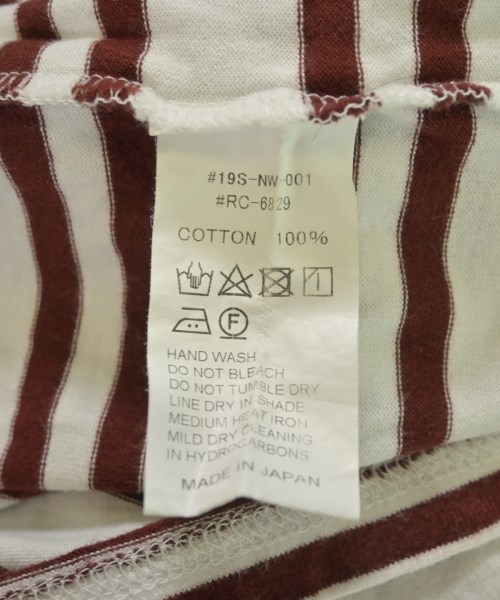 #19S-NW-001
#RC-6829
COTTON 100%
F
HAND WASH
DO NOT BLEACH
DO NOT TUMBLE DRY
LINE DRY IN SHADE
MEDIUM HEAT IRON
MILD DRY CLEANING
IN HYDROCARBONS
MADE IN JAPAN